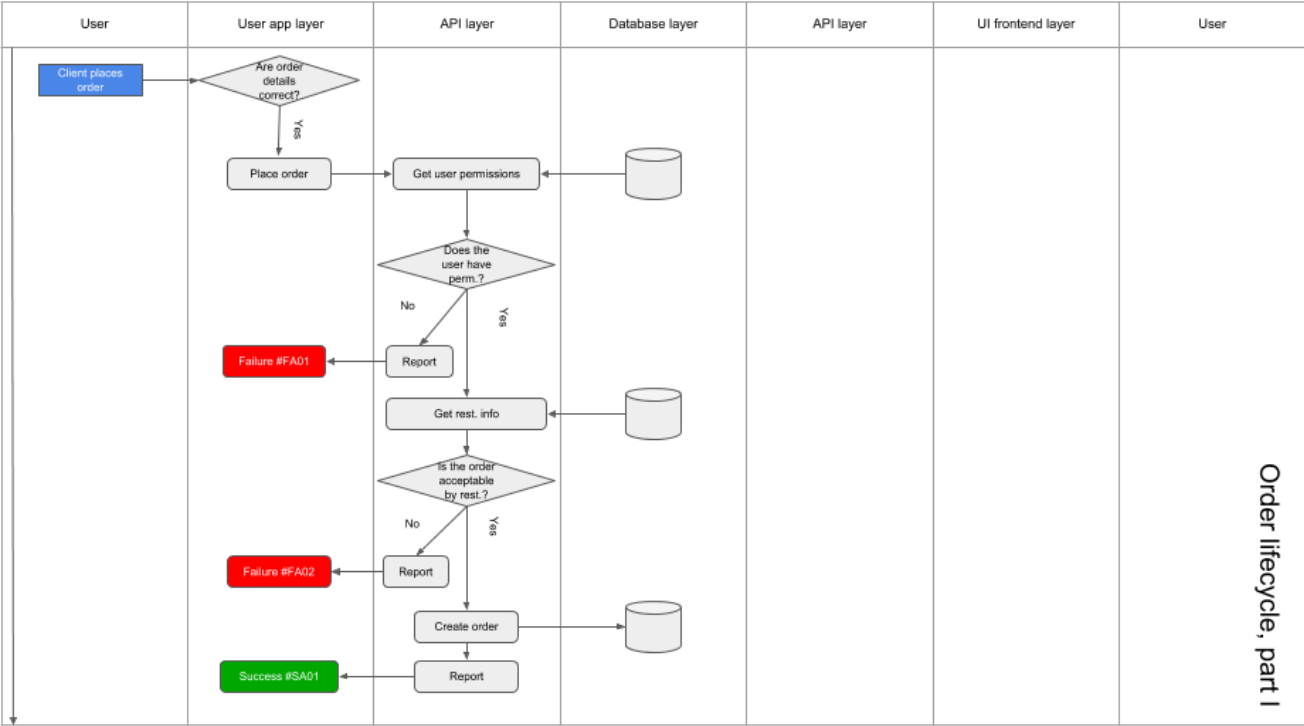 User
User app layer
API layer
Database layer
API layer
UI frontend layer
User
Client places
order
Are order
details
correct?
Yes
Place order
Get user permissions
Does the
user have
perm.?
No
Yes
Failure #FA01
Report
Get rest. info
Is the order
acceptable
by rest.?
No
Yes
Failure #FA02
Report
Create order
Success #SA01
Report
Order lifecycle, part I